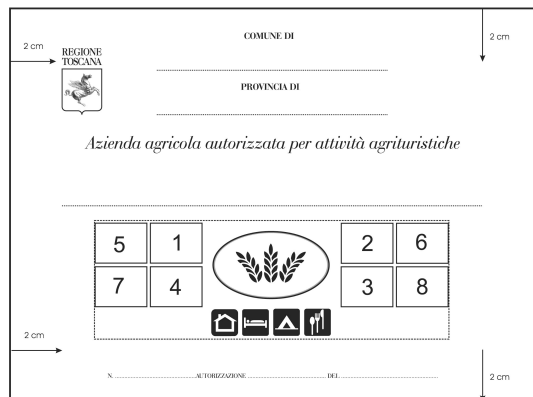 COMUNE DI
2 cm
2 cm
REGIONE
TOSCANA
PROVINCIA DI
Azienda agricola autorizzata per attività agrituristiche
5 1 2 6
7 4 3 8
2 cm
N. AUTORIZZAZIONE DEL
2 cm